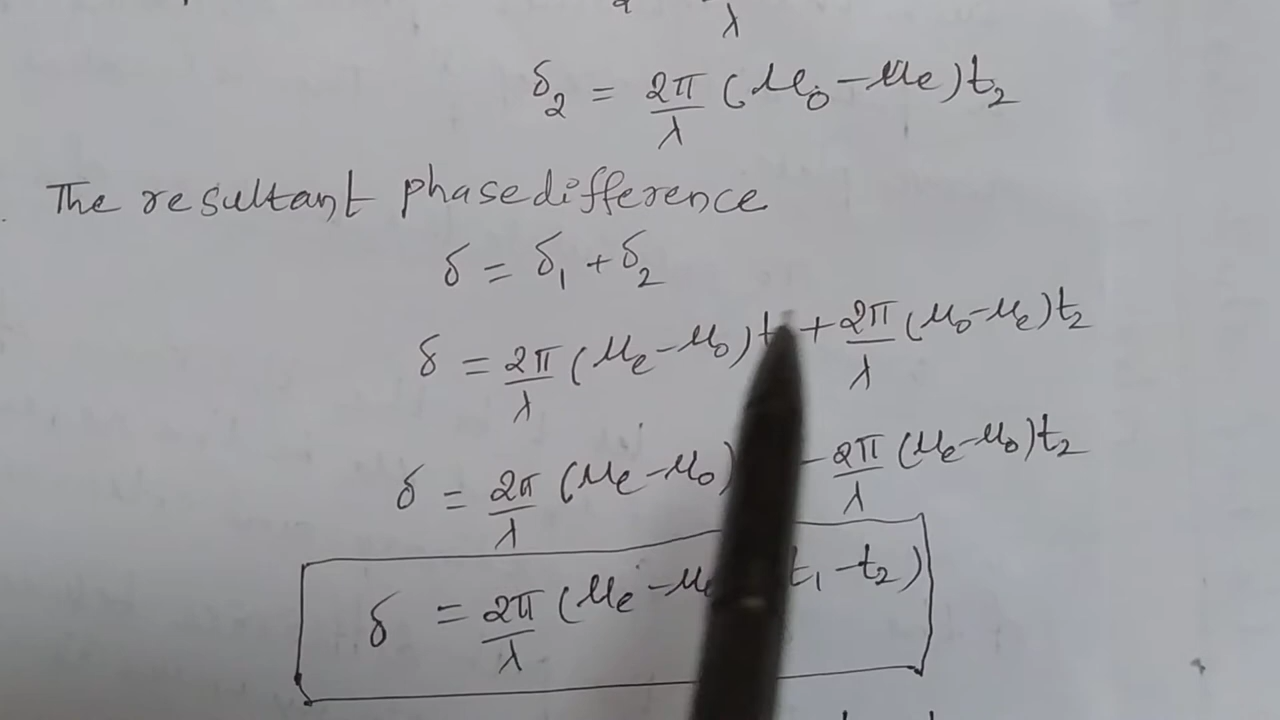 λ
δ₂ = 2π/λ (μ₀ − μe) t₂
The resultant phase difference
δ = δ₁ + δ₂
δ = 2π/λ (μe − μ₀) t + 2π/λ (μ₀ − μe) t₂
δ = 2π/λ (μe − μ₀) − 2π/λ (μe − μ₀) t₂
δ = 2π/λ (μe − μ t₁ − t₂)